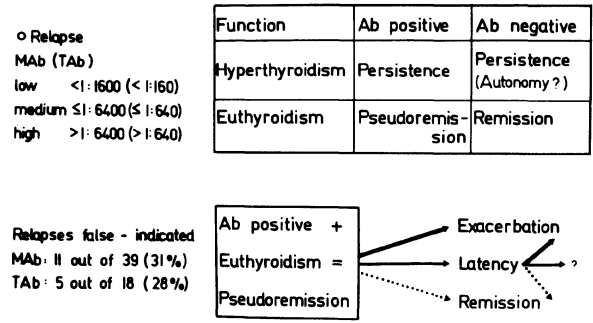 o Relapse
MAb (TAb)
low <1:1600 (<1:160)
medium ≤1:6400 (≤ 1:640)
high >1:6400 (>1:640)
Function Ab positive Ab negative
Hyperthyroidism Persistence Persistence
(Autonomy?)
Euthyroidism Pseudoremis- Remission
sion
Relapses false - indicated
MAb: 11 out of 39 (31%)
TAb: 5 out of 18 (28%)
Ab positive +
Euthyroidism =
Pseudoremission
Exacerbation
Latency ?
Remission